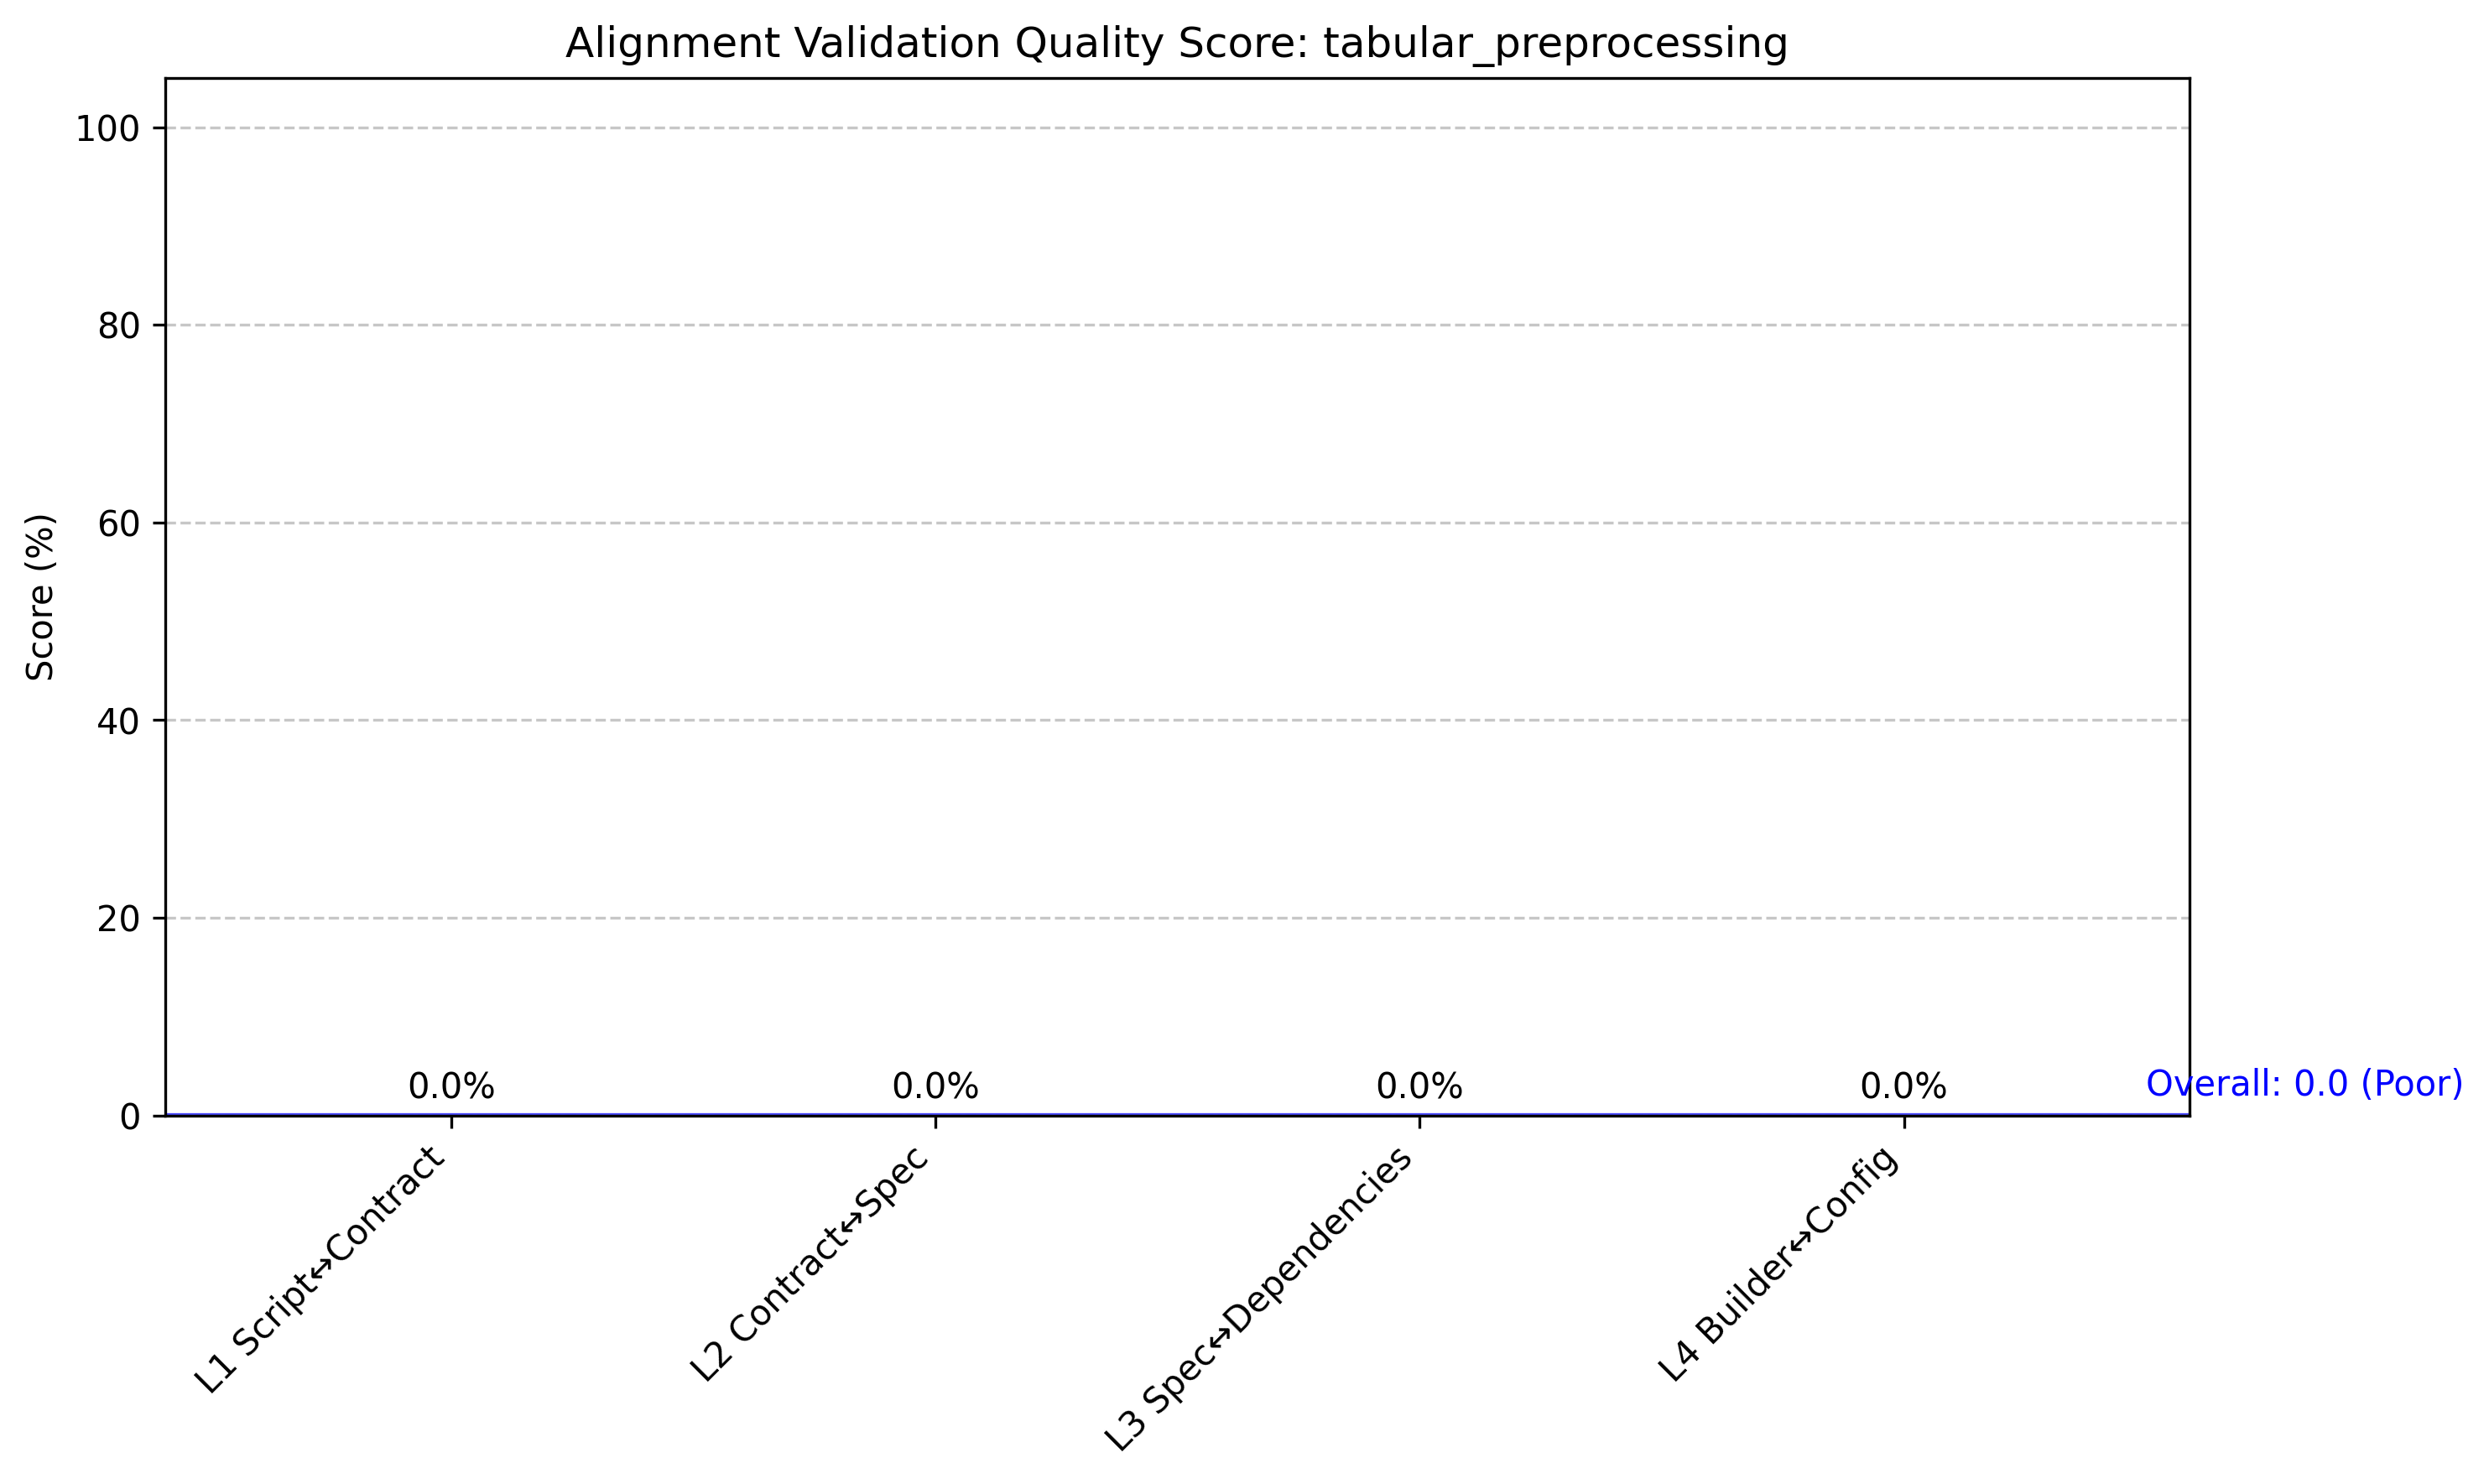 Alignment Validation Quality Score: tabular_preprocessing
Score (%)
100
80
60
40
20
0
0.0%
0.0%
0.0%
0.0%
Overall: 0.0 (Poor)
L1 Script↔Contract
L2 Contract↔Spec
L3 Spec↔Dependencies
L4 Builder↔Config